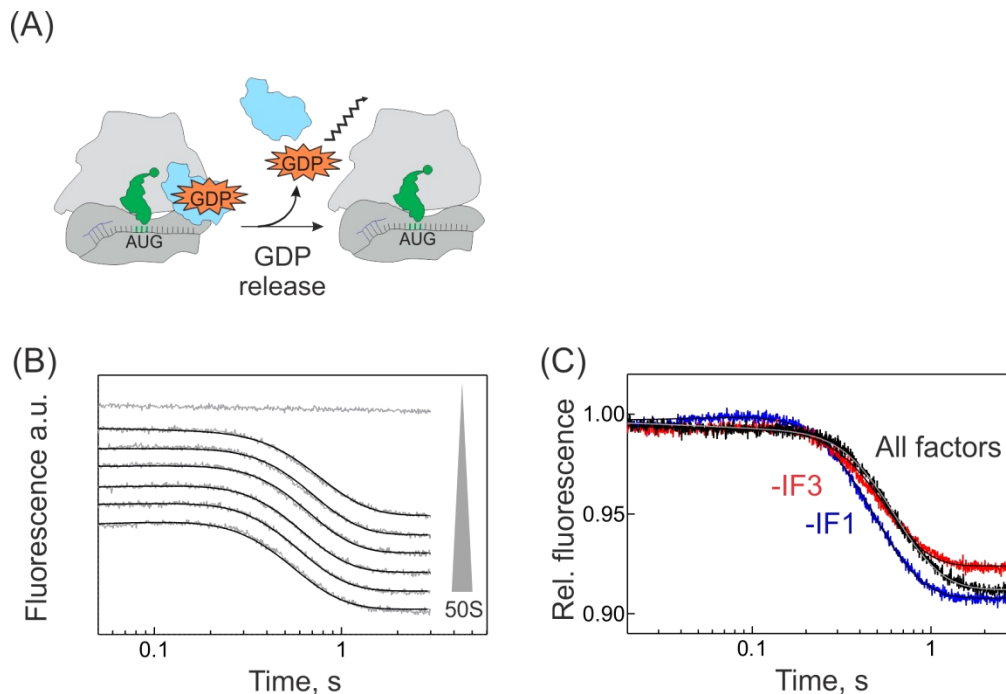 (A)
GDP
GDP
AUG
AUG
GDP
release
(B)
Fluorescence a.u.
50S
0.1
1
Time, s
(C)
Rel. fluorescence
1.00
0.95
0.90
All factors
-IF3
-IF1
0.1
1
Time, s